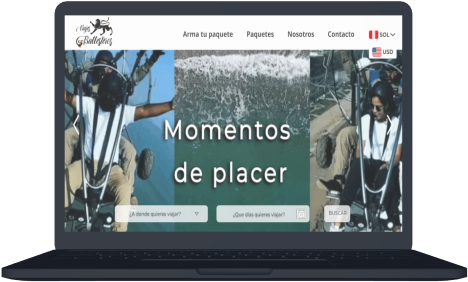 Viajes
Ballesteros
Arma tu paquete
Paquetes
Nosotros
Contacto
SOL
USD
Momentos
de placer
¿A donde quieres viajar?
¿Que días quieres viajar?
BUSCAR